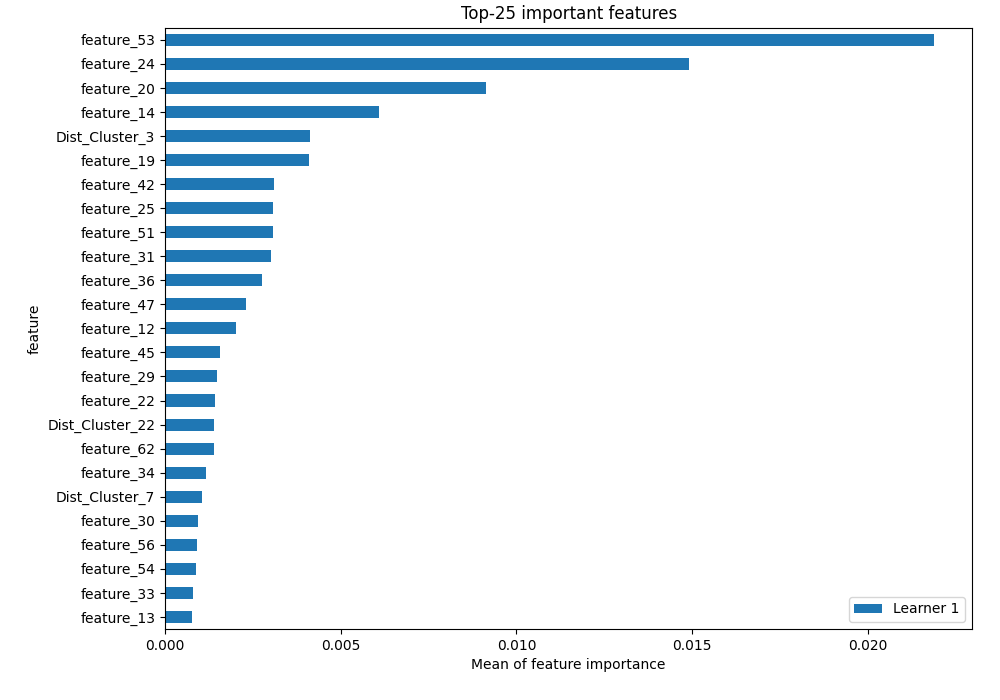 Top-25 important features
feature_53
feature_24
feature_20
feature_14
Dist_Cluster_3
feature_19
feature_42
feature_25
feature_51
feature_31
feature_36
feature_47
feature_12
feature_45
feature_29
feature_22
Dist_Cluster_22
feature_62
feature_34
Dist_Cluster_7
feature_30
feature_56
feature_54
feature_33
feature_13
feature
Learner 1
0.000 0.005 0.010 0.015 0.020
Mean of feature importance